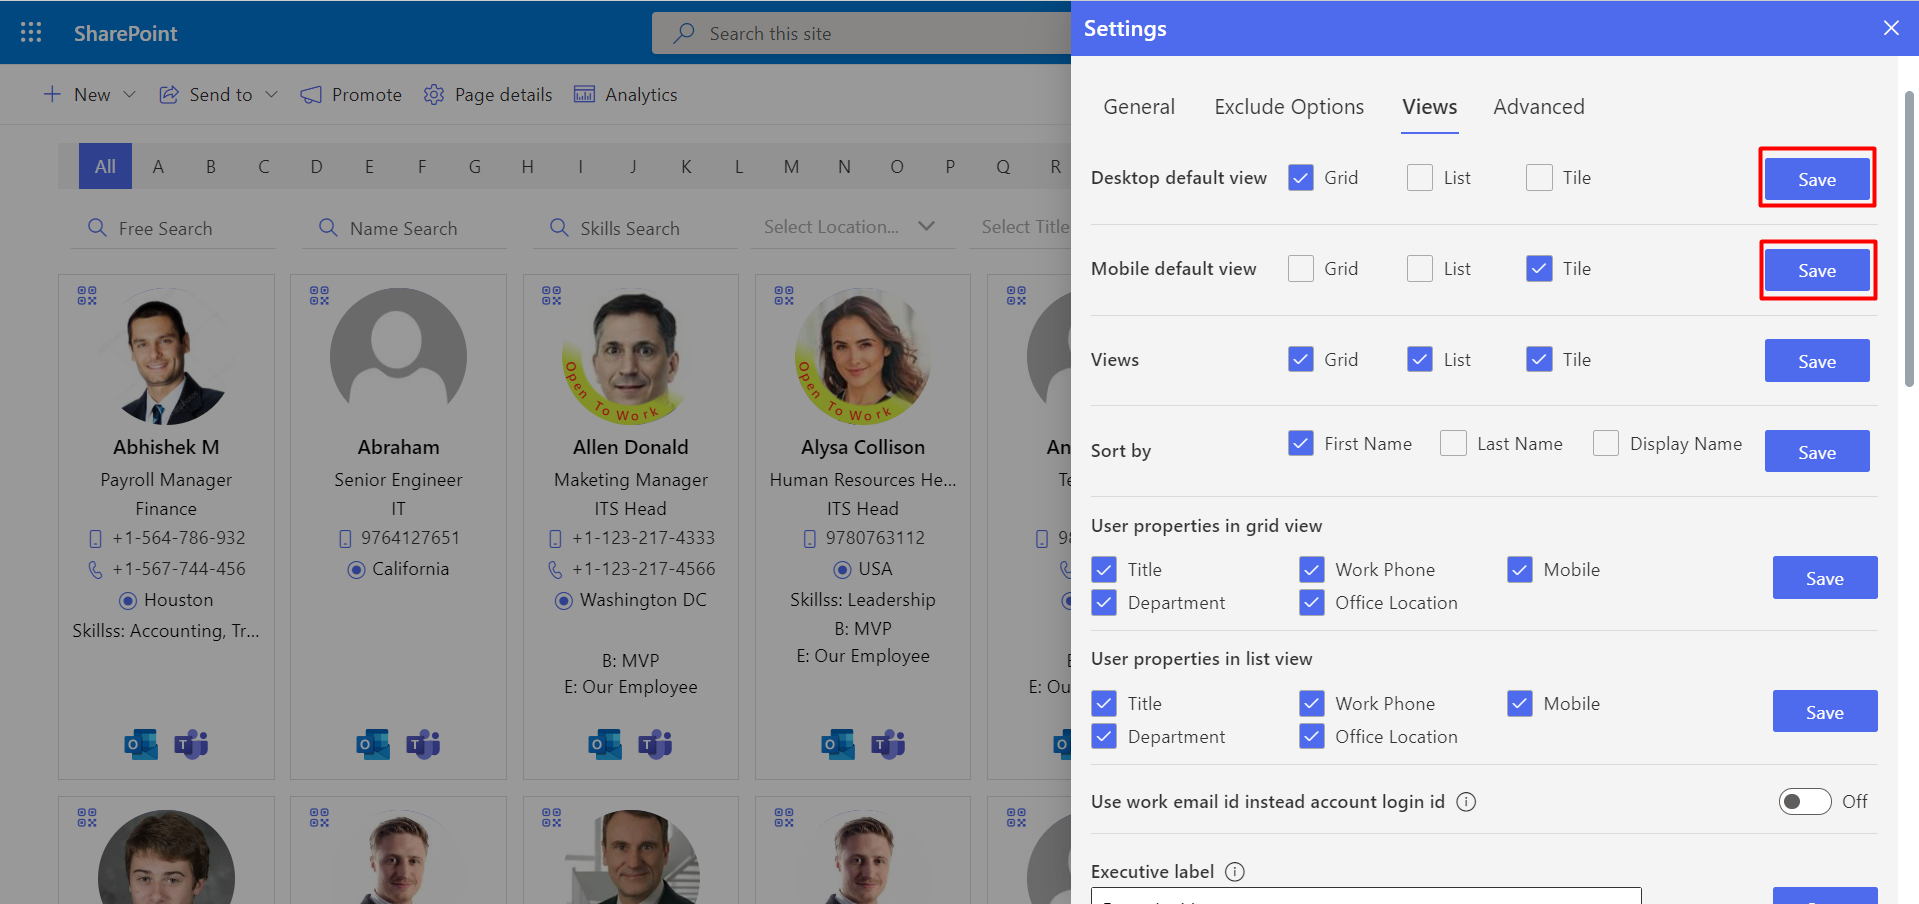 SharePoint
Search this site
New
Send to
Promote
Page details
Analytics
All A B C D E F G H I J K L M N O P Q R
Free Search
Name Search
Skills Search
Select Location...
Select Title
Abhishek M
Payroll Manager
Finance
+1-564-786-932
+1-567-744-456
Houston
Skillss: Accounting, Tr...
Abraham
Senior Engineer
IT
9764127651
California
Open To Work
Allen Donald
Maketing Manager
ITS Head
+1-123-217-4333
+1-123-217-4566
Washington DC
B: MVP
E: Our Employee
Open To Work
Alysa Collison
Human Resources He...
ITS Head
9780763112
USA
Skillss: Leadership
B: MVP
E: Our Employee
An
Te
E: Ou
Settings
General
Exclude Options
Views
Advanced
Desktop default view
Grid
List
Tile
Save
Mobile default view
Grid
List
Tile
Save
Views
Grid
List
Tile
Save
Sort by
First Name
Last Name
Display Name
Save
User properties in grid view
Title
Work Phone
Mobile
Department
Office Location
Save
User properties in list view
Title
Work Phone
Mobile
Department
Office Location
Save
Use work email id instead account login id
Off
Executive label